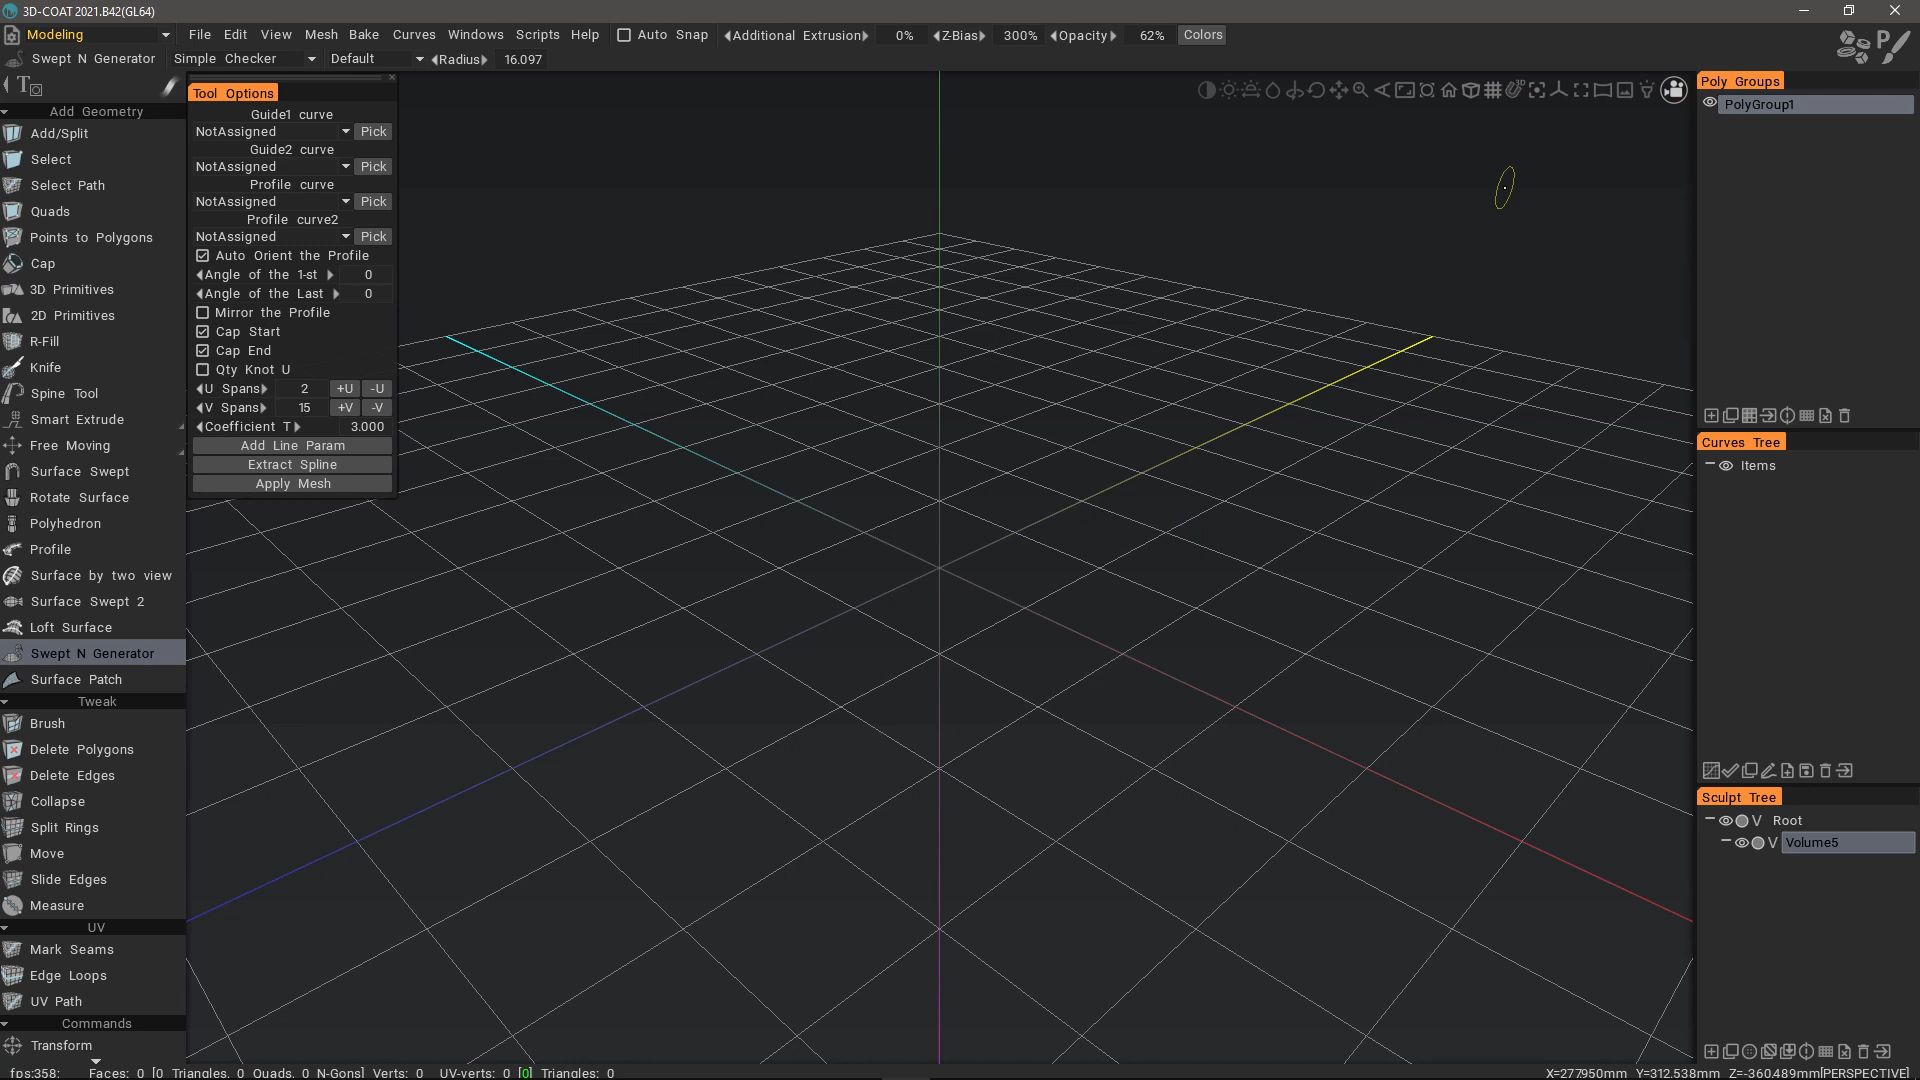 3D-COAT 2021.B42(GL64)
Modeling File Edit View Mesh Bake Curves Windows Scripts Help Auto Snap Additional Extrusion 0% Z-Bias 300% Opacity 62% Colors
Swept N Generator Simple Checker Default Radius 16.097
Tool Options
Guide1 curve
NotAssigned Pick
Guide2 curve
NotAssigned Pick
Profile curve
NotAssigned Pick
Profile curve2
NotAssigned Pick
Auto Orient the Profile
Angle of the 1-st 0
Angle of the Last 0
Mirror the Profile
Cap Start
Cap End
Qty Knot U
U Spans 2 +U -U
V Spans 15 +V -V
Coefficient T 3.000
Add Line Param
Extract Spline
Apply Mesh
Add Geometry
Add/Split
Select
Select Path
Quads
Points to Polygons
Cap
3D Primitives
2D Primitives
R-Fill
Knife
Spine Tool
Smart Extrude
Free Moving
Surface Swept
Rotate Surface
Polyhedron
Profile
Surface by two view
Surface Swept 2
Loft Surface
Swept N Generator
Surface Patch
Tweak
Brush
Delete Polygons
Delete Edges
Collapse
Split Rings
Move
Slide Edges
Measure
UV
Mark Seams
Edge Loops
UV Path
Commands
Transform
Poly Groups
PolyGroup1
Curves Tree
Items
Sculpt Tree
V Root
V Volume5
fps:358; Faces: 0 [0 Triangles, 0 Quads, 0 N-Gons] Verts: 0 UV-verts: 0 [0] Triangles: 0 X=277.950mm Y=312.538mm Z=-360.489mm[PERSPECTIVE]